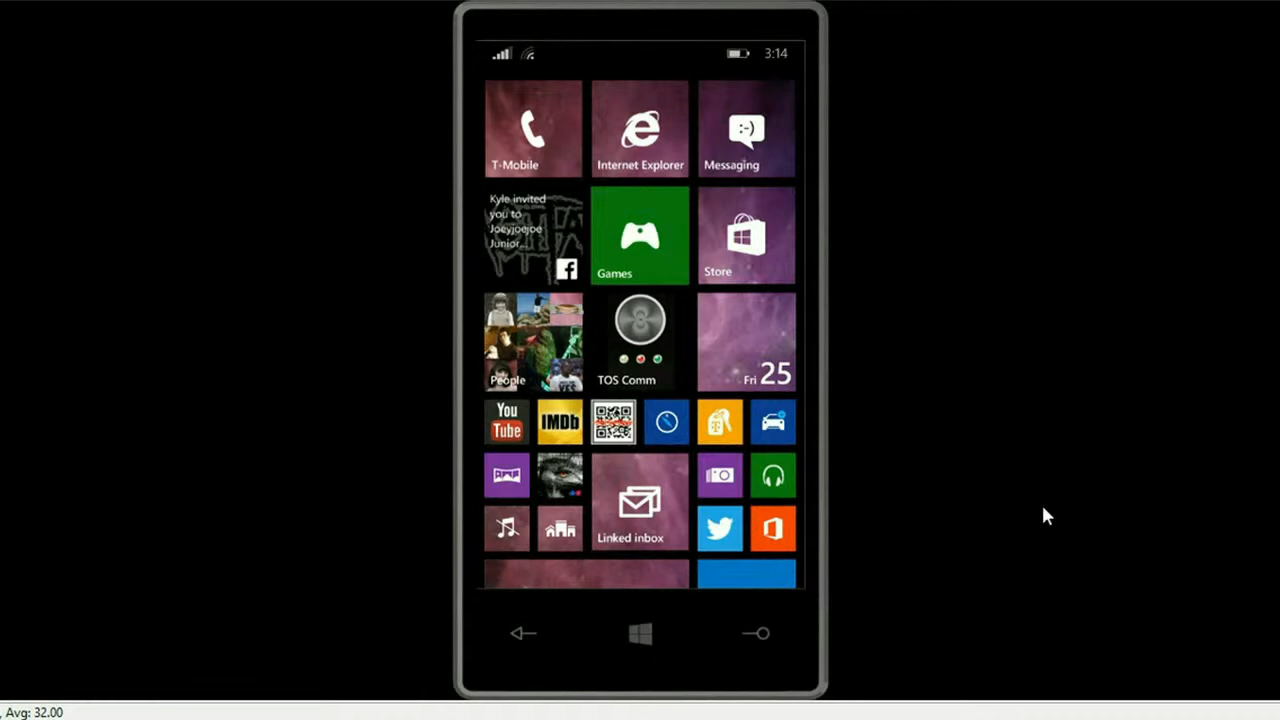 3:14
T-Mobile
Internet Explorer
Messaging
:-)
Kyle invited
you to
Joeyjoejoe
Junior...
Games
Store
People
TOS Comm
Fri 25
You
Tube
IMDb
Linked inbox
, Avg: 32.00